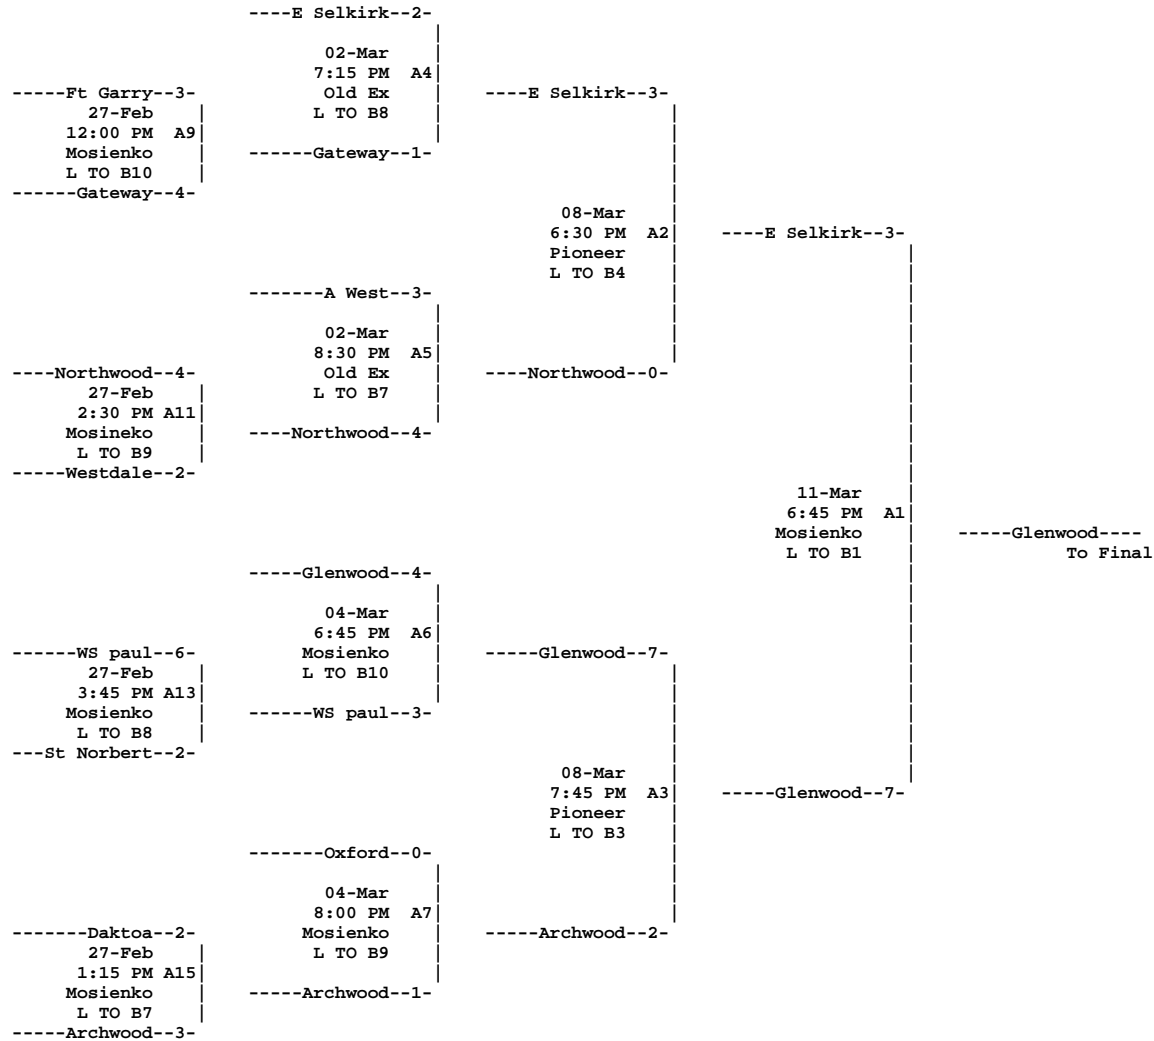 ----E Selkirk--2-
02-Mar
7:15 PM A4
-----Ft Garry--3- Old Ex ----E Selkirk--3-
27-Feb L TO B8
12:00 PM A9
Mosienko ------Gateway--1-
L TO B10
------Gateway--4-
08-Mar
6:30 PM A2 ----E Selkirk--3-
Pioneer
L TO B4
-------A West--3-
02-Mar
8:30 PM A5
----Northwood--4- Old Ex ----Northwood--0-
27-Feb L TO B7
2:30 PM A11
Mosineko ----Northwood--4-
L TO B9
-----Westdale--2-
11-Mar
6:45 PM A1
Mosienko -----Glenwood----
L TO B1 To Final
-----Glenwood--4-
04-Mar
6:45 PM A6
------WS paul--6- Mosienko -----Glenwood--7-
27-Feb L TO B10
3:45 PM A13
Mosienko ------WS paul--3-
L TO B8
---St Norbert--2-
08-Mar
7:45 PM A3 -----Glenwood--7-
Pioneer
L TO B3
-------Oxford--0-
04-Mar
8:00 PM A7
-------Daktoa--2- Mosienko -----Archwood--2-
27-Feb L TO B9
1:15 PM A15
Mosienko -----Archwood--1-
L TO B7
-----Archwood--3-